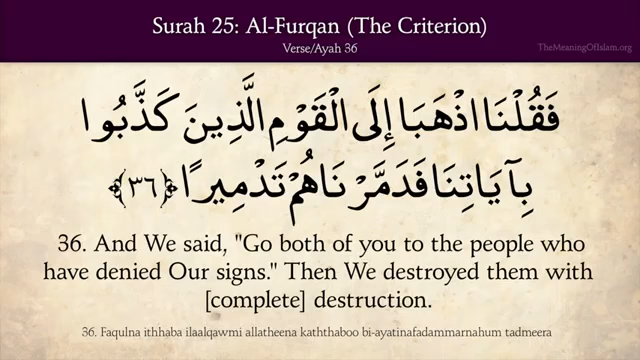 Surah 25: Al-Furqan (The Criterion)
Verse/Ayah 36
TheMeaningOfIslam.org
فَقُلْنَا اذْهَبَا إِلَى الْقَوْمِ الَّذِينَ كَذَّبُوا
بِآيَاتِنَا فَدَمَّرْنَاهُمْ تَدْمِيرًا ﴿٣٦﴾
36. And We said, "Go both of you to the people who
have denied Our signs." Then We destroyed them with
[complete] destruction.
36. Faqulna ithhaba ilaalqawmi allatheena kaththaboo bi-ayatinafadammarnahum tadmeera